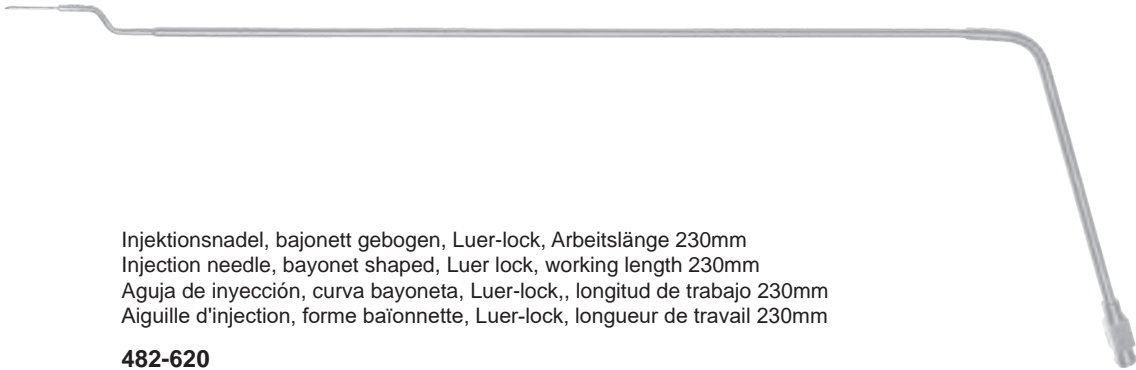 Injektionsnadel, bajonett gebogen, Luer-lock, Arbeitslänge 230mm
Injection needle, bayonet shaped, Luer lock, working length 230mm
Aguja de inyección, curva bayoneta, Luer-lock,, longitud de trabajo 230mm
Aiguille d'injection, forme baïonnette, Luer-lock, longueur de travail 230mm
482-620